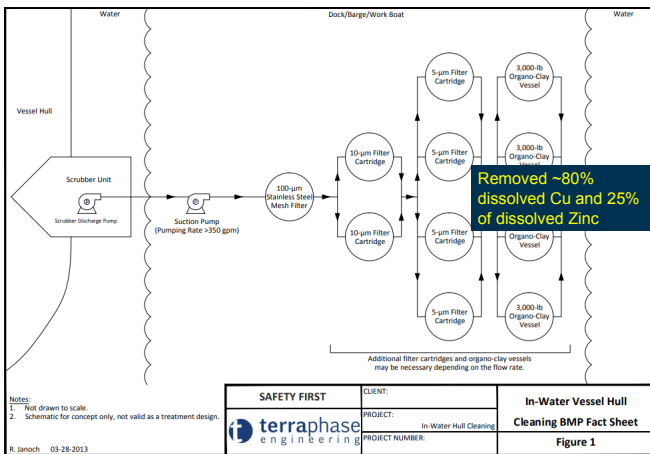 Water
Dock/Barge/Work Boat
Water
Vessel Hull
Scrubber Unit
Scrubber Discharge Pump
Suction Pump
(Pumping Rate >350 gpm)
100-µm
Stainless Steel
Mesh Filter
10-µm Filter
Cartridge
10-µm Filter
Cartridge
5-µm Filter
Cartridge
5-µm Filter
Cartridge
5-µm Filter
Cartridge
5-µm Filter
Cartridge
3,000-lb
Organo-Clay
Vessel
3,000-lb
Organo-Clay
Organo-Clay
Vessel
3,000-lb
Organo-Clay
Vessel
Removed ~80%
dissolved Cu and 25%
of dissolved Zinc
Additional filter cartridges and organo-clay vessels
may be necessary depending on the flow rate.
Notes:
1. Not drawn to scale.
2. Schematic for concept only, not valid as a treatment design.
R. Janoch 03-28-2013
SAFETY FIRST
terraphase
engineering
CLIENT:
PROJECT:
In-Water Hull Cleaning
PROJECT NUMBER:
In-Water Vessel Hull
Cleaning BMP Fact Sheet
Figure 1